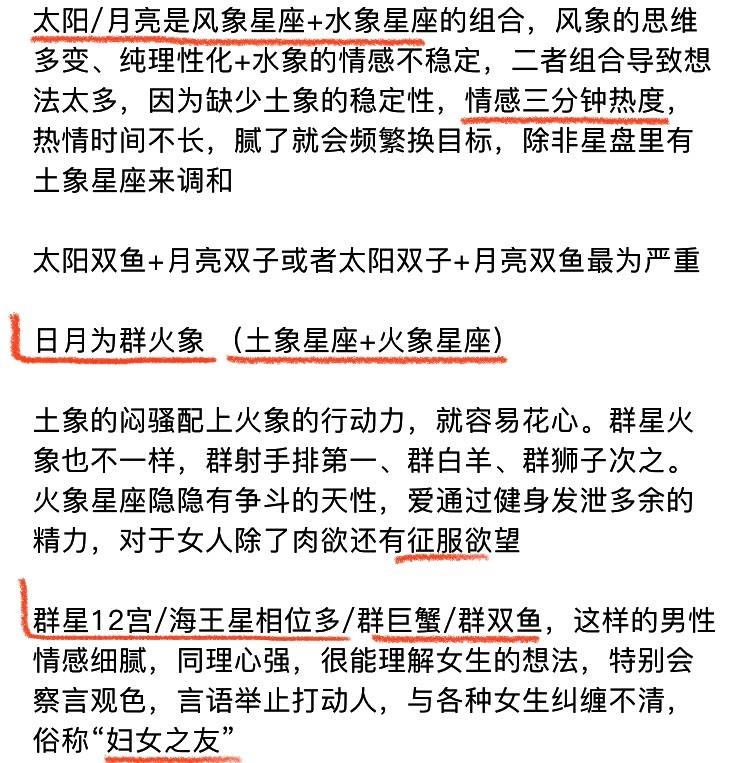 太阳/月亮是风象星座+水象星座的组合，风象的思维
多变、纯理性化+水象的情感不稳定，二者组合导致想
法太多，因为缺少土象的稳定性，情感三分钟热度，
热情时间不长，腻了就会频繁换目标，除非星盘里有
土象星座来调和
太阳双鱼+月亮双子或者太阳双子+月亮双鱼最为严重
日月为群火象 （土象星座+火象星座）
土象的闷骚配上火象的行动力，就容易花心。群星火
象也不一样，群射手排第一、群白羊、群狮子次之。
火象星座隐隐有争斗的天性，爱通过健身发泄多余的
精力，对于女人除了肉欲还有征服欲望
群星12宫/海王星相位多/群巨蟹/群双鱼，这样的男性
情感细腻，同理心强，很能理解女生的想法，特别会
察言观色，言语举止打动人，与各种女生纠缠不清，
俗称“妇女之友”